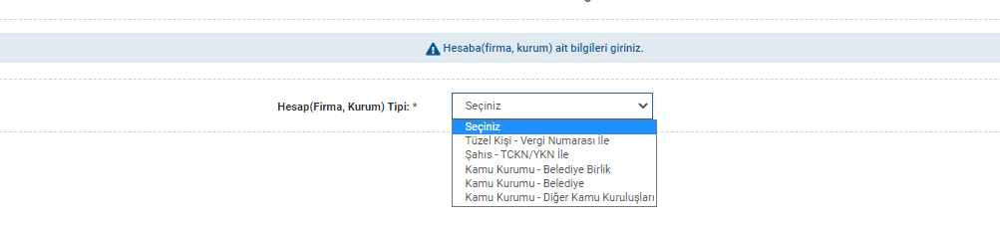 Hesaba(firma, kurum) ait bilgileri giriniz.
Hesap(Firma, Kurum) Tipi: * Seçiniz
Seçiniz
Tüzel Kişi - Vergi Numarası İle
Şahıs - TCKN/YKN İle
Kamu Kurumu - Belediye Birlik
Kamu Kurumu - Belediye
Kamu Kurumu - Diğer Kamu Kuruluşları